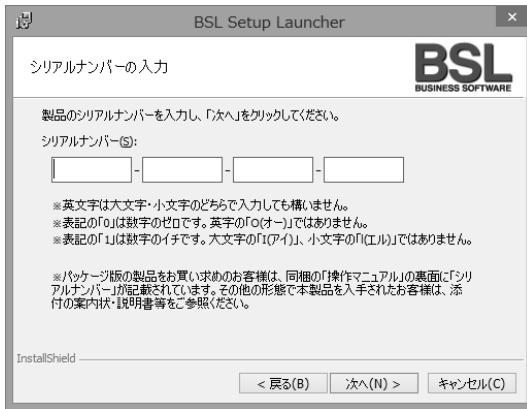 BSL Setup Launcher
シリアルナンバーの入力
BSL
BUSINESS SOFTWARE
製品のシリアルナンバーを入力し、「次へ」をクリックしてください。
シリアルナンバー(S):
- - -
※英文字は大文字・小文字のどちらで入力しても構いません。
※表記の「0」は数字のゼロです。英字の「O(オー)」ではありません。
※表記の「1」は数字のイチです。大文字の「I(アイ)」、小文字の「l(エル)」ではありません。
※パッケージ版の製品をお買い求めのお客様は、同梱の「操作マニュアル」の裏面に「シリ
アルナンバー」が記載されています。その他の形態で本製品を入手されたお客様は、添
付の案内状・説明書等をご参照ください。
InstallShield
< 戻る(B) 次へ(N) > キャンセル(C)